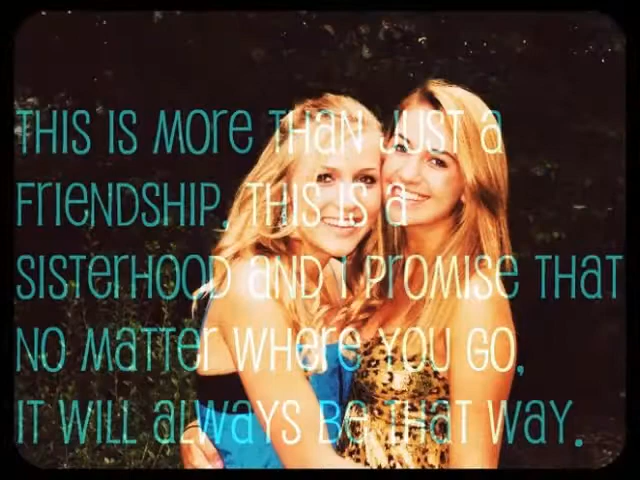 THIS IS MORE THAN JUST A
FRIENDSHIP, THIS IS A
SISTERHOOD AND I PROMISE THAT
NO MATTER WHERE YOU GO,
IT WILL ALWAYS BE THAT WAY.